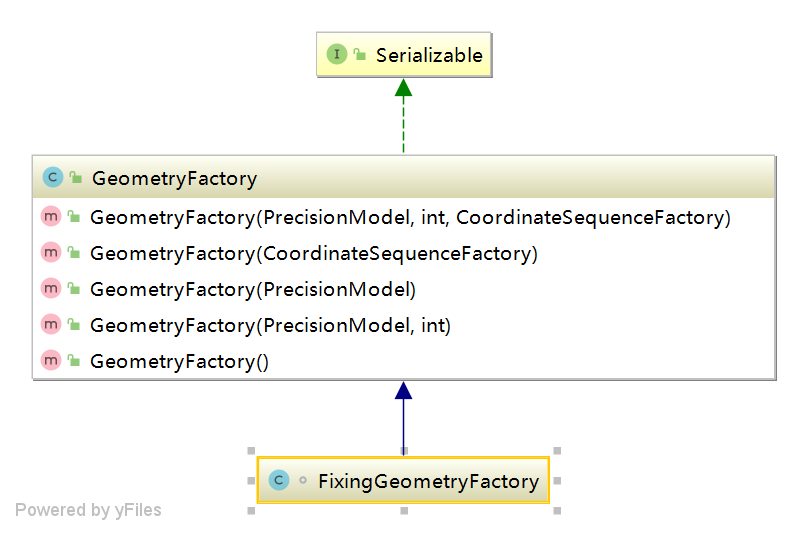 I Serializable
C GeometryFactory
m GeometryFactory(PrecisionModel, int, CoordinateSequenceFactory)
m GeometryFactory(CoordinateSequenceFactory)
m GeometryFactory(PrecisionModel)
m GeometryFactory(PrecisionModel, int)
m GeometryFactory()
C FixingGeometryFactory
Powered by yFiles